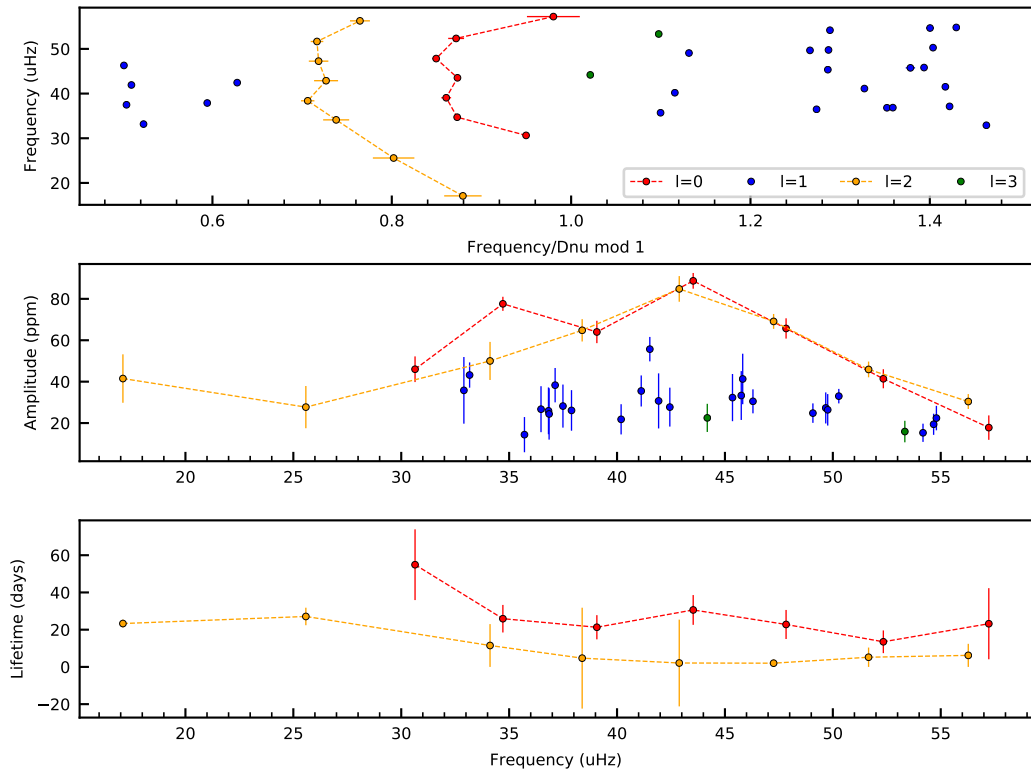 50
40
30
20
Frequency (uHz)
l=0 l=1 l=2 l=3
0.6 0.8 1.0 1.2 1.4
Frequency/Dnu mod 1
80
60
40
20
Amplitude (ppm)
20 25 30 35 40 45 50 55
60
40
20
0
−20
Lifetime (days)
20 25 30 35 40 45 50 55
Frequency (uHz)